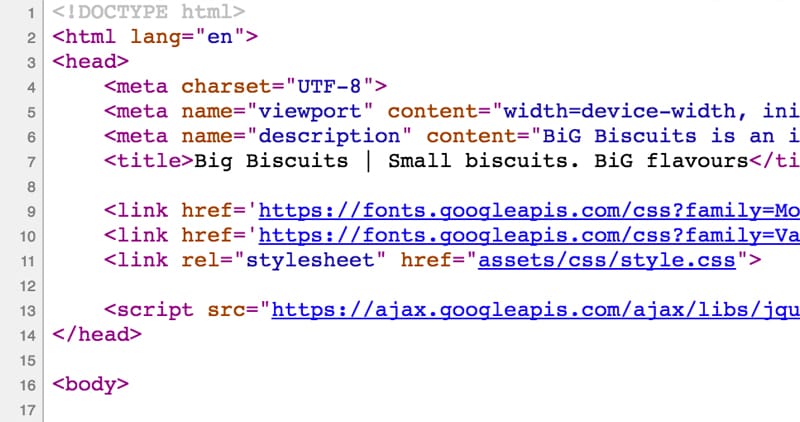 1 <!DOCTYPE html>
2 <html lang="en">
3 <head>
4 <meta charset="UTF-8">
5 <meta name="viewport" content="width=device-width, ini
6 <meta name="description" content="BiG Biscuits is an i
7 <title>Big Biscuits | Small biscuits. BiG flavours</ti
8
9 <link href='https://fonts.googleapis.com/css?family=Mo
10 <link href='https://fonts.googleapis.com/css?family=Va
11 <link rel="stylesheet" href="assets/css/style.css">
12
13 <script src="https://ajax.googleapis.com/ajax/libs/jqu
14 </head>
15
16 <body>
17